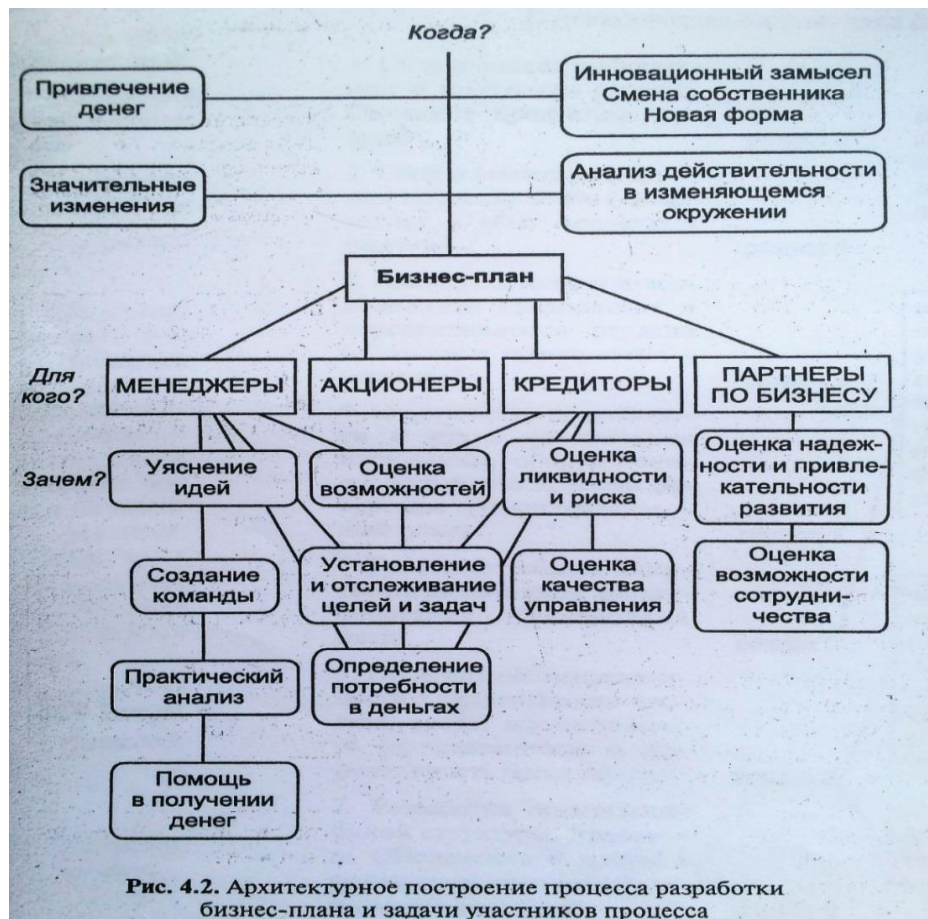 Когда?
Привлечение
денег
Инновационный замысел
Смена собственника
Новая форма
Значительные
изменения
Анализ действительности
в изменяющемся
окружении
Бизнес-план
Для
кого?
МЕНЕДЖЕРЫ
АКЦИОНЕРЫ
КРЕДИТОРЫ
ПАРТНЕРЫ
ПО БИЗНЕСУ
Зачем?
Уяснение
идей
Оценка
возможностей
Оценка
ликвидности
и риска
Оценка надеж-
ности и привле-
кательности
развития
Создание
команды
Установление
и отслеживание
целей и задач
Оценка
качества
управления
Оценка
возможности
сотрудни-
чества
Практический
анализ
Определение
потребности
в деньгах
Помощь
в получении
денег
Рис. 4.2. Архитектурное построение процесса разработки
бизнес-плана и задачи участников процесса